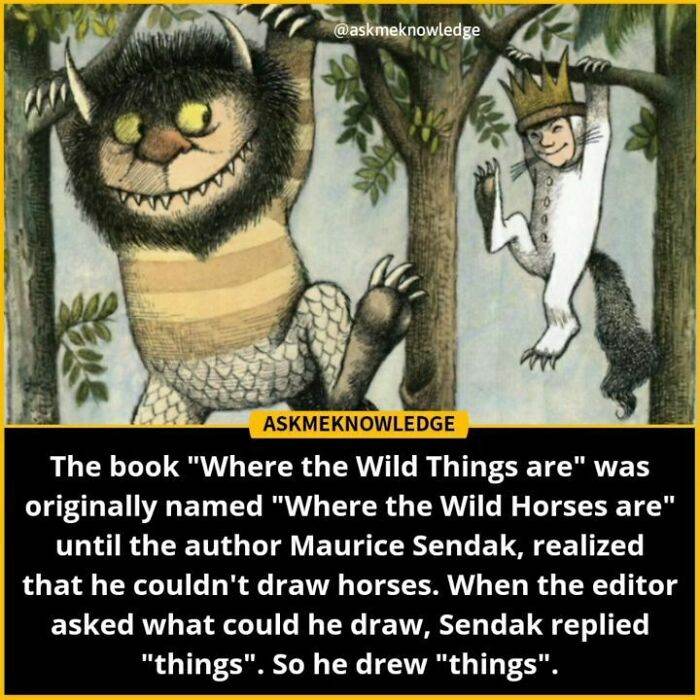 @askmeknowledge
ASKMEKNOWLEDGE
The book "Where the Wild Things are" was
originally named "Where the Wild Horses are"
until the author Maurice Sendak, realized
that he couldn't draw horses. When the editor
asked what could he draw, Sendak replied
"things". So he drew "things".